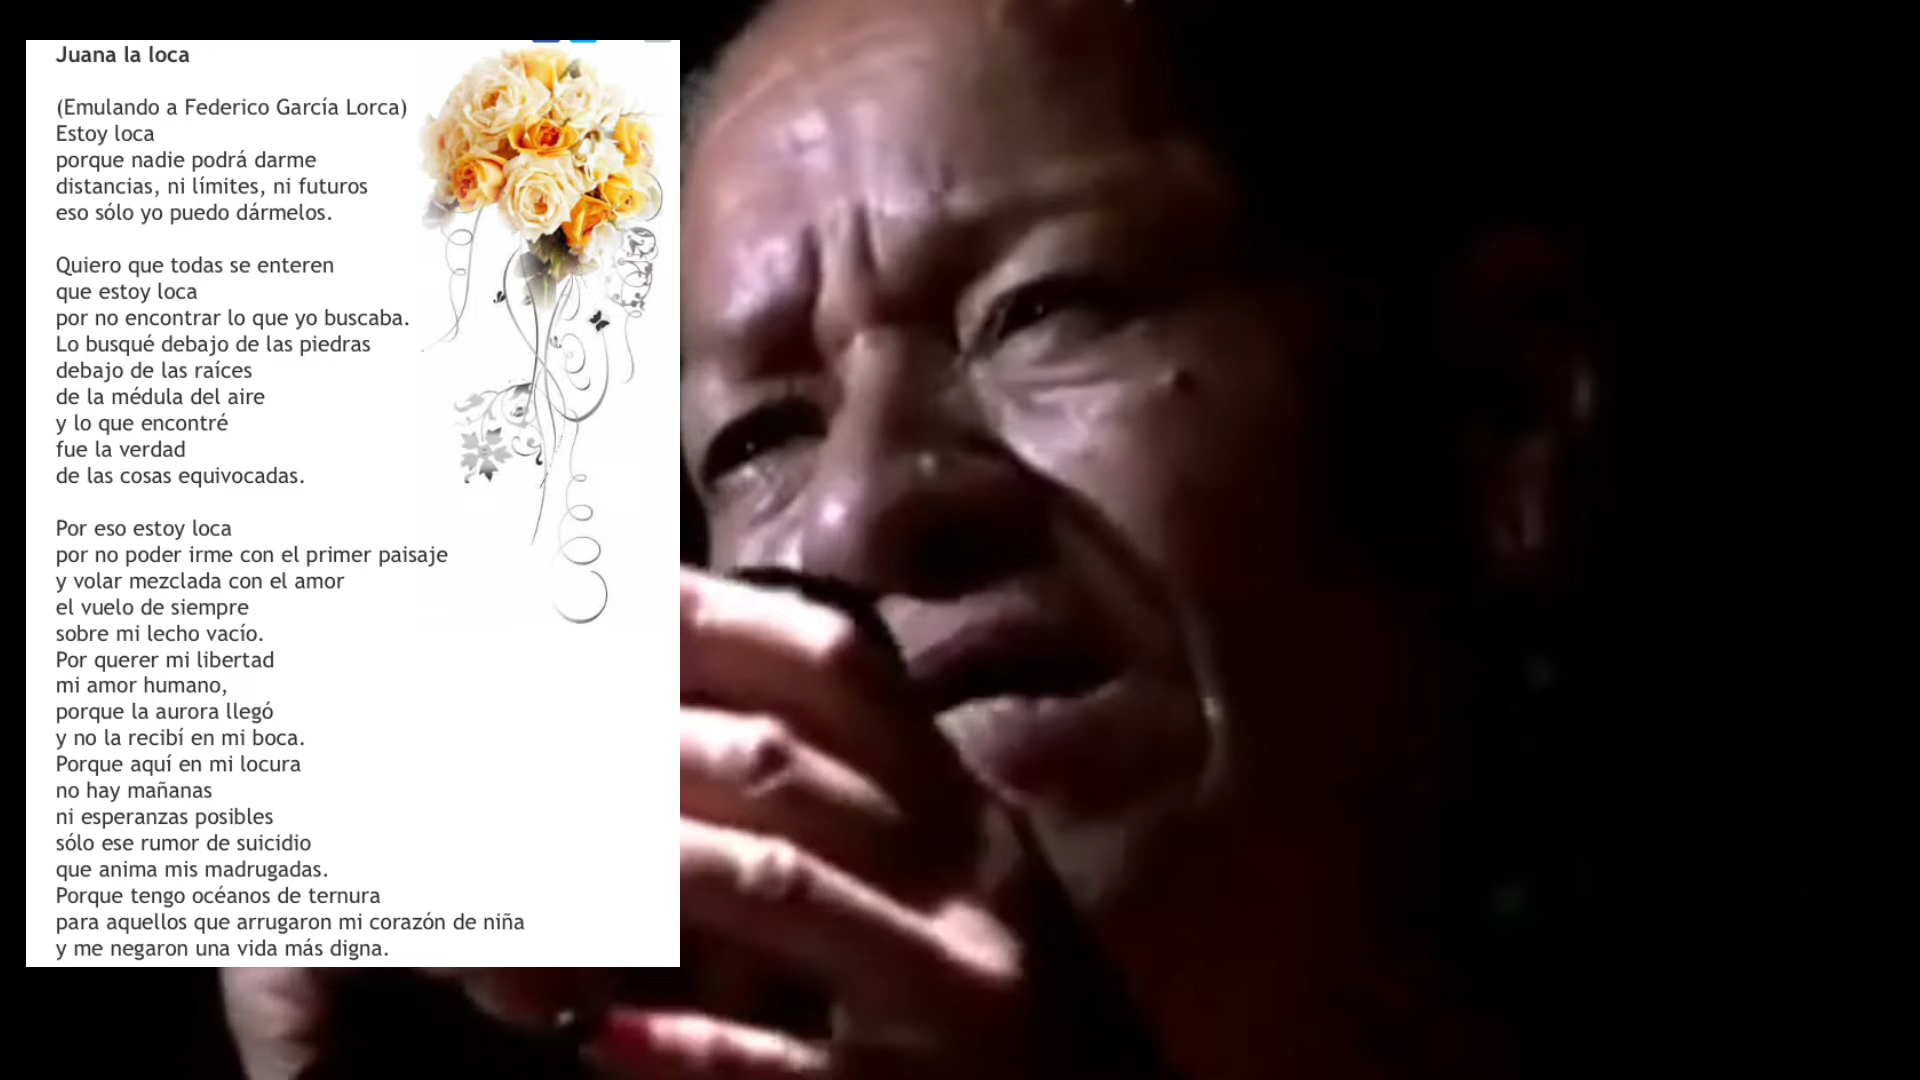 Juana la loca
(Emulando a Federico García Lorca)
Estoy loca
porque nadie podrá darme
distancias, ni límites, ni futuros
eso sólo yo puedo dármelos.
Quiero que todas se enteren
que estoy loca
por no encontrar lo que yo buscaba.
Lo busqué debajo de las piedras
debajo de las raíces
de la médula del aire
y lo que encontré
fue la verdad
de las cosas equivocadas.
Por eso estoy loca
por no poder irme con el primer paisaje
y volar mezclada con el amor
el vuelo de siempre
sobre mi lecho vacío.
Por querer mi libertad
mi amor humano,
porque la aurora llegó
y no la recibí en mi boca.
Porque aquí en mi locura
no hay mañanas
ni esperanzas posibles
sólo ese rumor de suicidio
que anima mis madrugadas.
Porque tengo océanos de ternura
para aquellos que arrugaron mi corazón de niña
y me negaron una vida más digna.